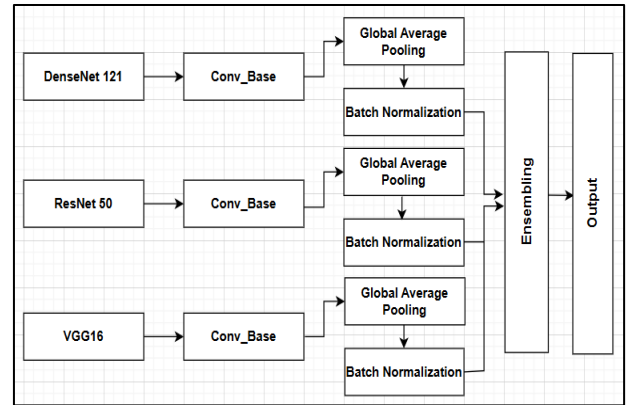 DenseNet 121
Conv_Base
Global Average
Pooling
Batch Normalization
ResNet 50
Conv_Base
Global Average
Pooling
Batch Normalization
VGG16
Conv_Base
Global Average
Pooling
Batch Normalization
Ensembling
Output